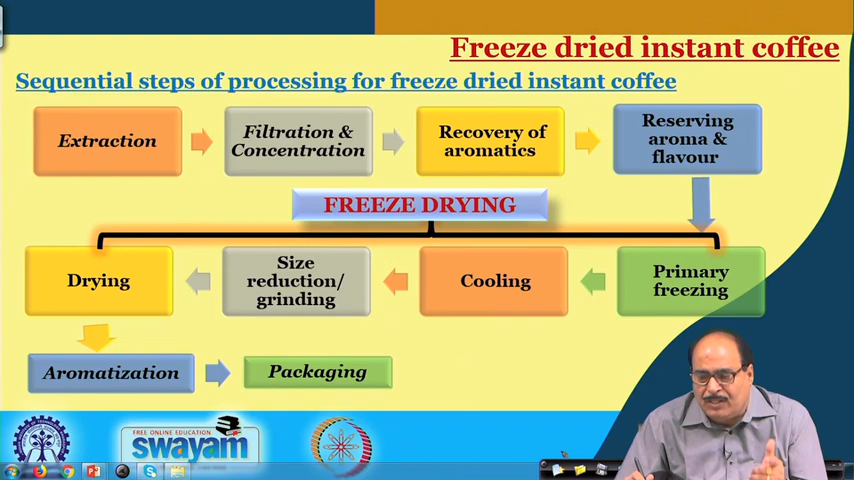 Freeze dried instant coffee
Sequential steps of processing for freeze dried instant coffee
Extraction
Filtration &
Concentration
Recovery of
aromatics
Reserving
aroma &
flavour
FREEZE DRYING
Drying
Size
reduction/
grinding
Cooling
Primary
freezing
Aromatization
Packaging
FREE ONLINE EDUCATION
swayam